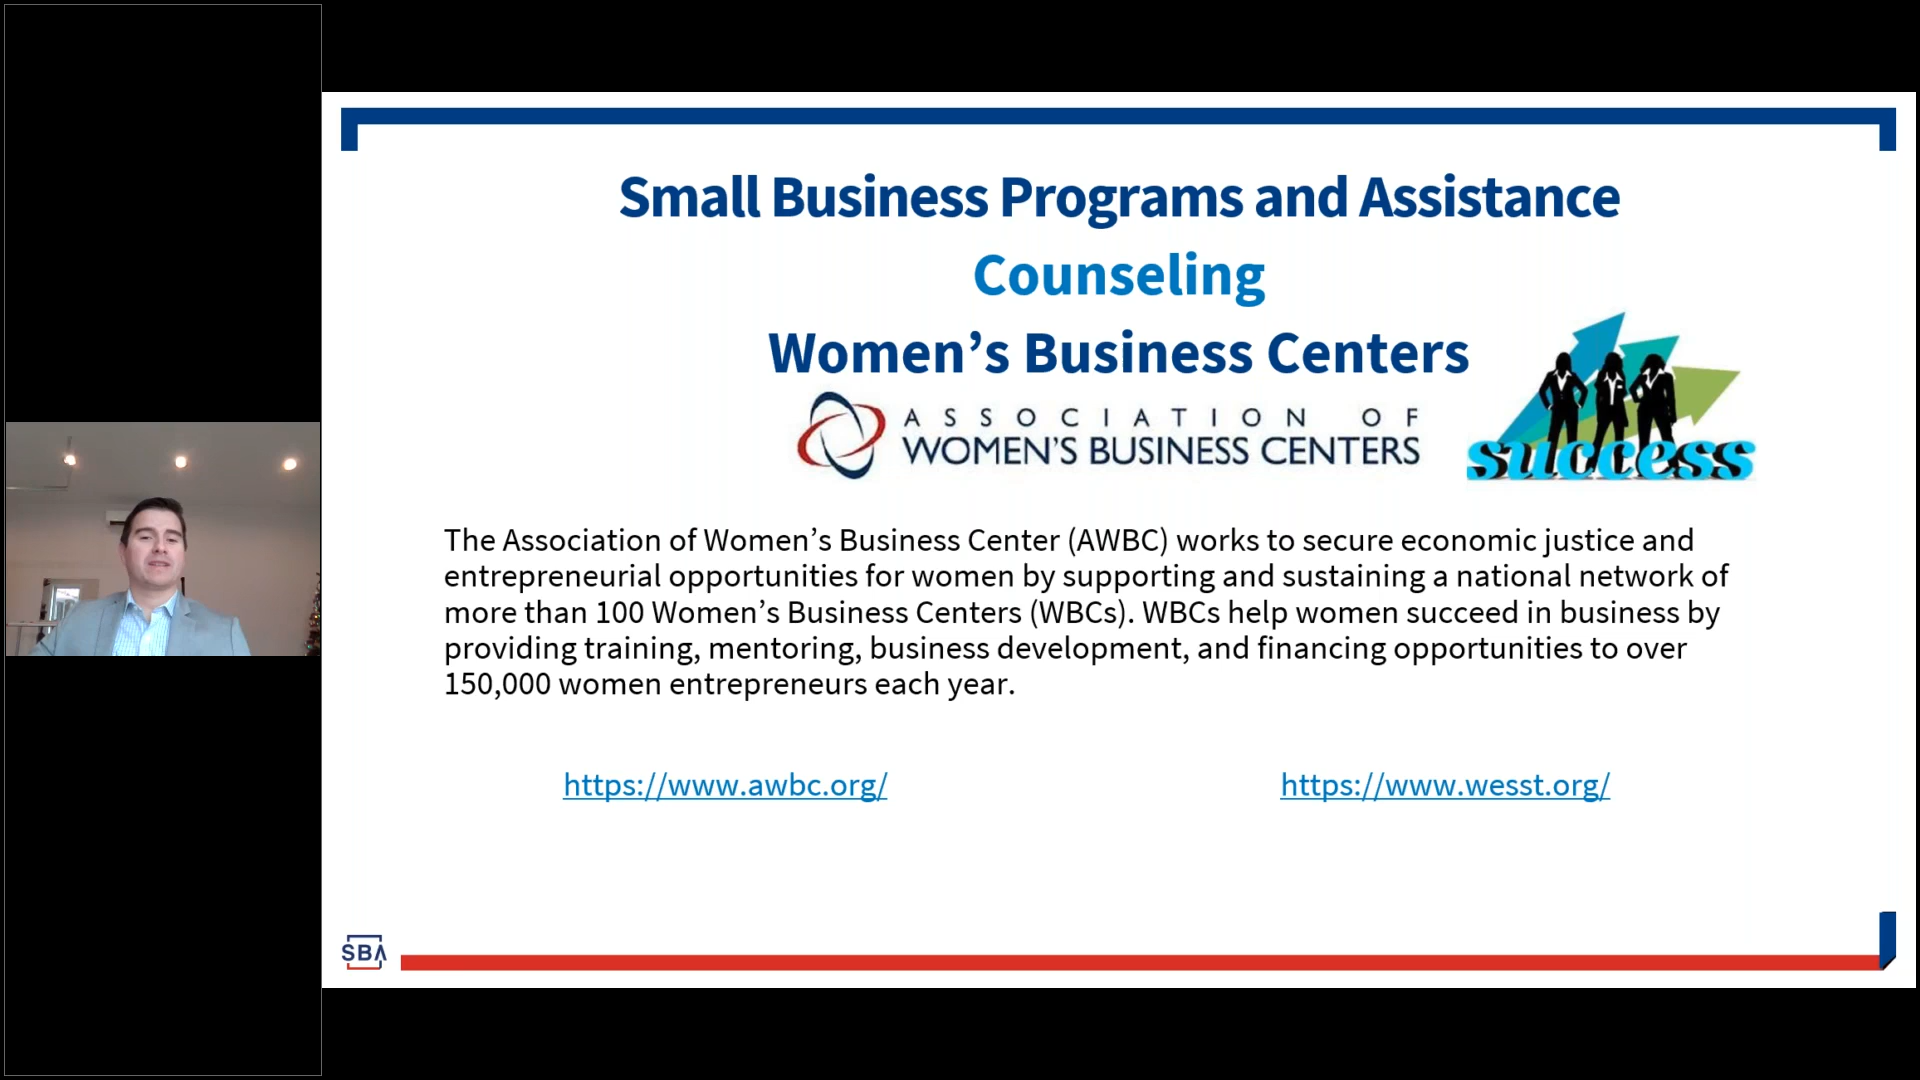 Small Business Programs and Assistance
Counseling
Women’s Business Centers
ASSOCIATION OF
WOMEN'S BUSINESS CENTERS
success
The Association of Women’s Business Center (AWBC) works to secure economic justice and
entrepreneurial opportunities for women by supporting and sustaining a national network of
more than 100 Women’s Business Centers (WBCs). WBCs help women succeed in business by
providing training, mentoring, business development, and financing opportunities to over
150,000 women entrepreneurs each year.
https://www.awbc.org/
https://www.wesst.org/
SBA